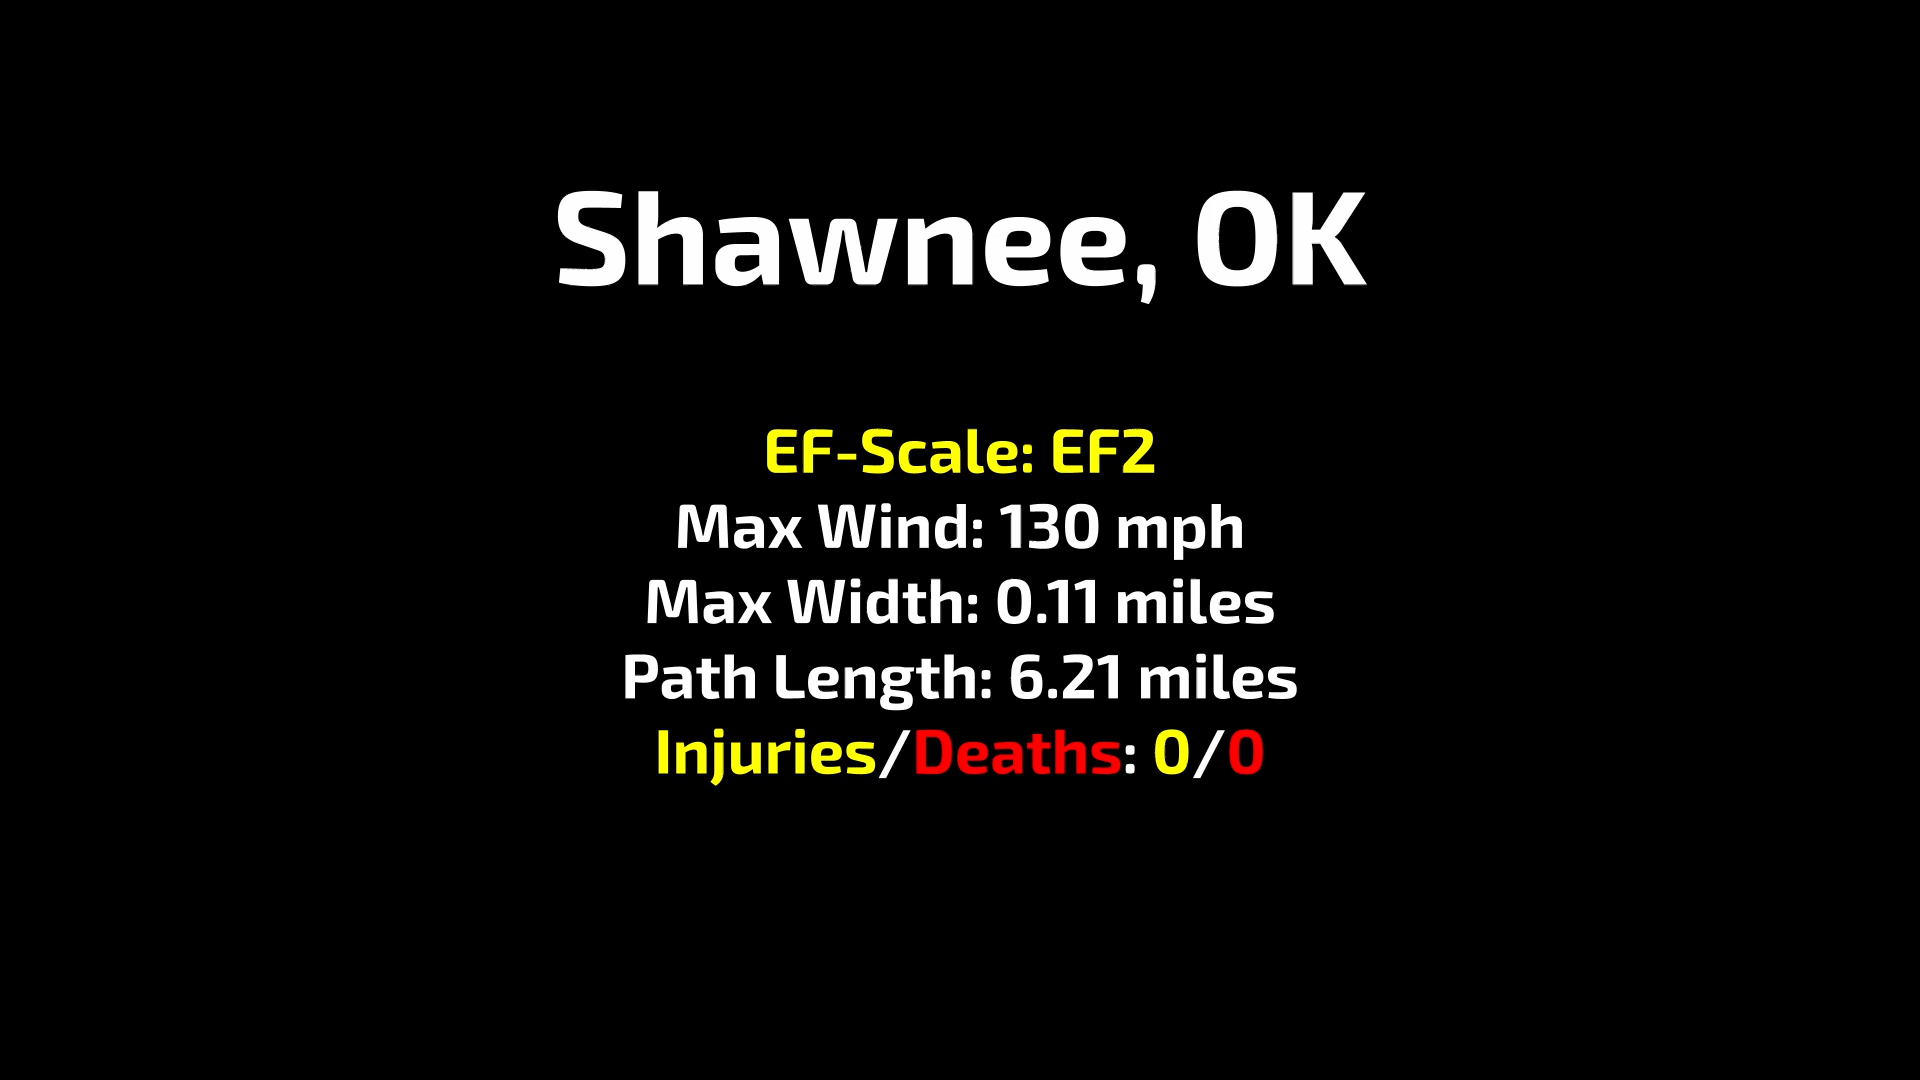 Shawnee, OK
EF-Scale: EF2
Max Wind: 130 mph
Max Width: 0.11 miles
Path Length: 6.21 miles
Injuries/Deaths: 0/0